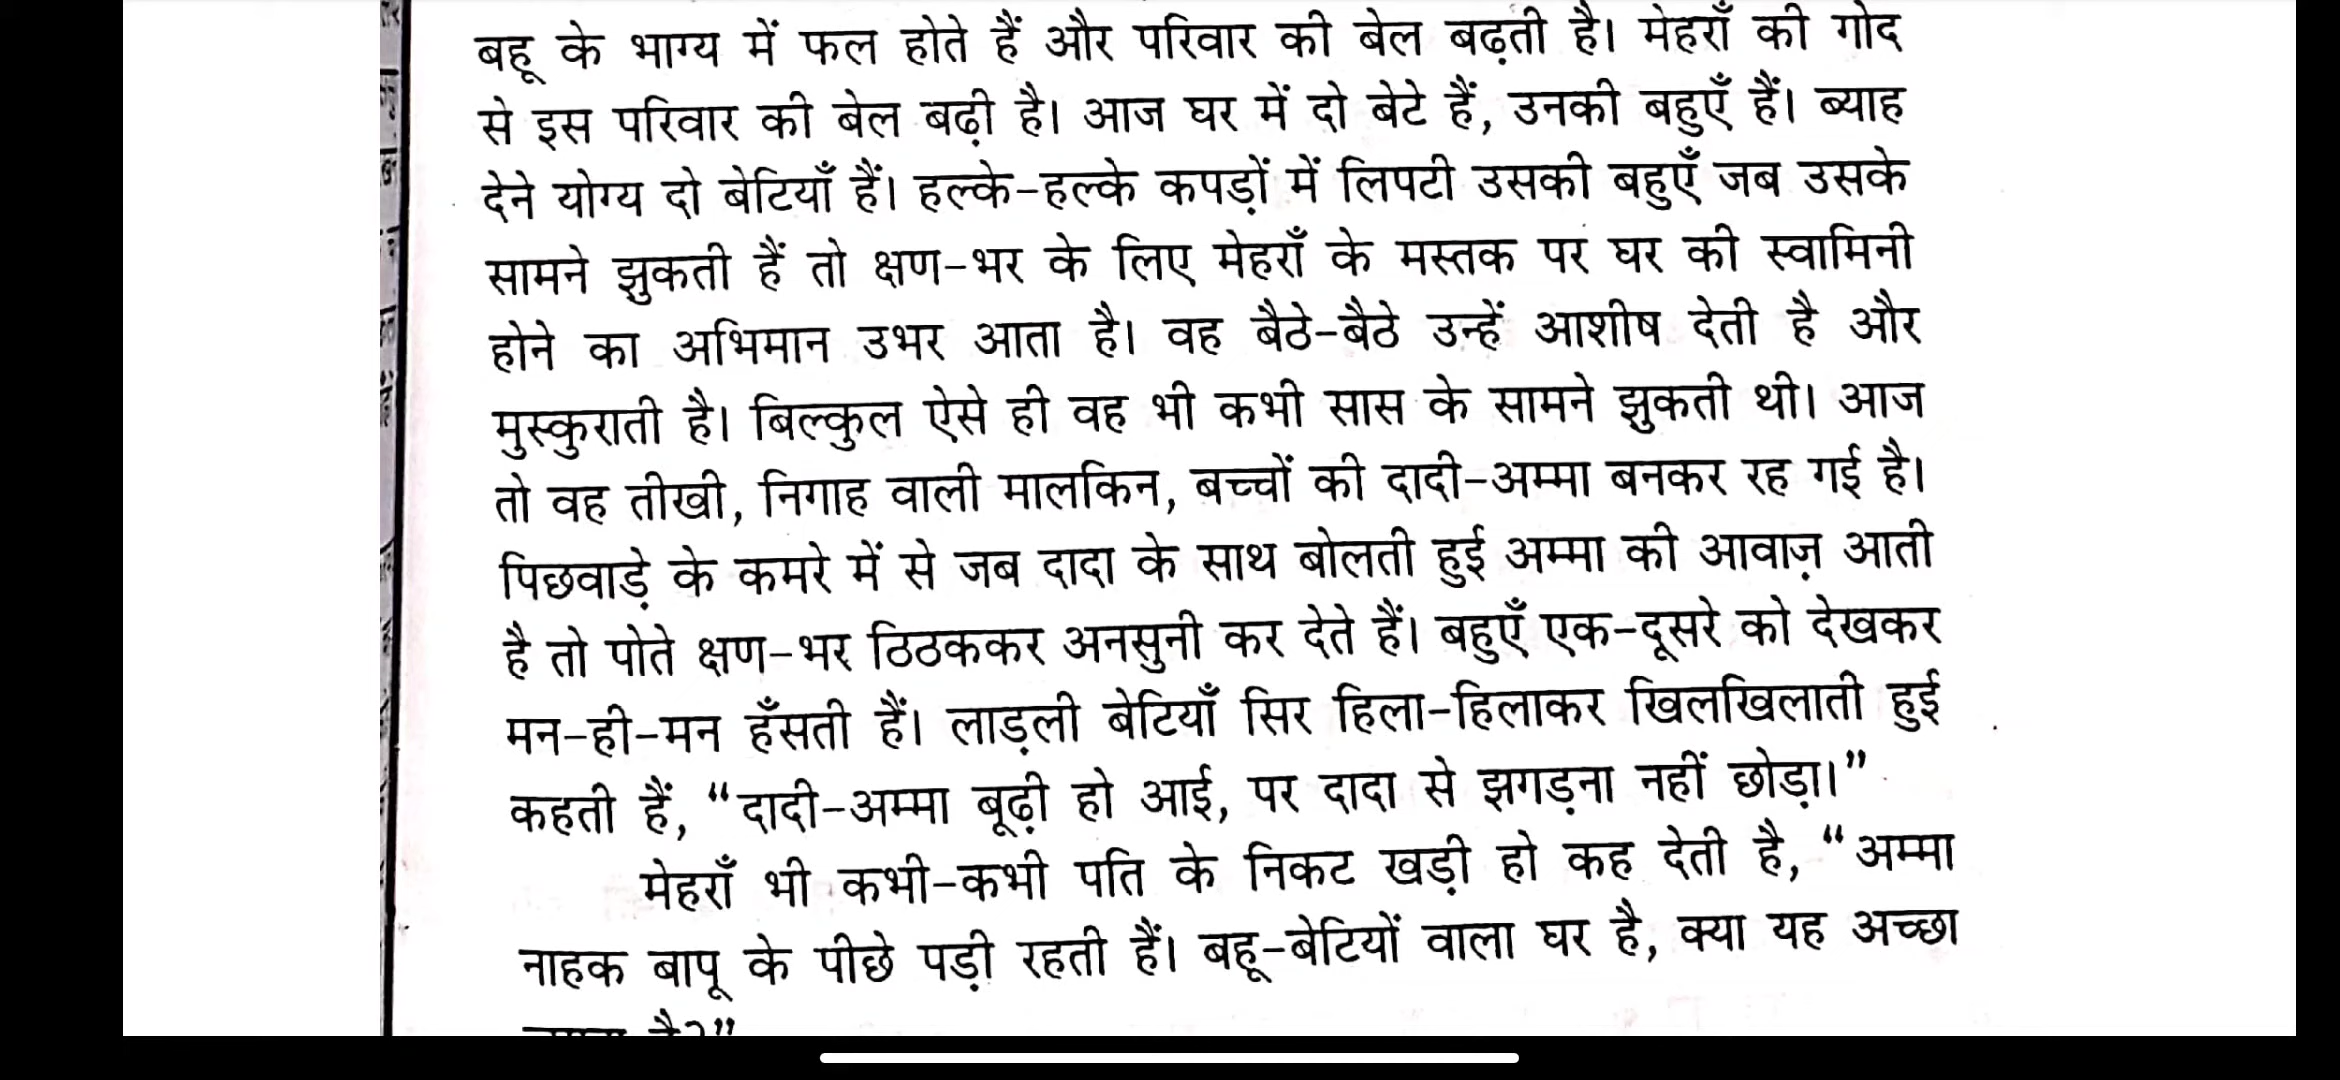 बहू के भाग्य में फल होते हैं और परिवार की बेल बढ़ती है। मेहराँ की गोद
से इस परिवार की बेल बढ़ी है। आज घर में दो बेटे हैं, उनकी बहुएँ हैं। ब्याह
देने योग्य दो बेटियाँ हैं। हल्के-हल्के कपड़ों में लिपटी उसकी बहुएँ जब उसके
सामने झुकती हैं तो क्षण-भर के लिए मेहराँ के मस्तक पर घर की स्वामिनी
होने का अभिमान उभर आता है। वह बैठे-बैठे उन्हें आशीष देती है और
मुस्कुराती है। बिल्कुल ऐसे ही वह भी कभी सास के सामने झुकती थी। आज
तो वह तीखी, निगाह वाली मालकिन, बच्चों की दादी-अम्मा बनकर रह गई है।
पिछवाड़े के कमरे में से जब दादा के साथ बोलती हुई अम्मा की आवाज़ आती
है तो पोते क्षण-भर ठिठककर अनसुनी कर देते हैं। बहुएँ एक-दूसरे को देखकर
मन-ही-मन हँसती हैं। लाड़ली बेटियाँ सिर हिला-हिलाकर खिलखिलाती हुई
कहती हैं, “दादी-अम्मा बूढ़ी हो आई, पर दादा से झगड़ना नहीं छोड़ा।”
मेहराँ भी कभी-कभी पति के निकट खड़ी हो कह देती है, “अम्मा
नाहक बापू के पीछे पड़ी रहती हैं। बहू-बेटियों वाला घर है, क्या यह अच्छा
है?”